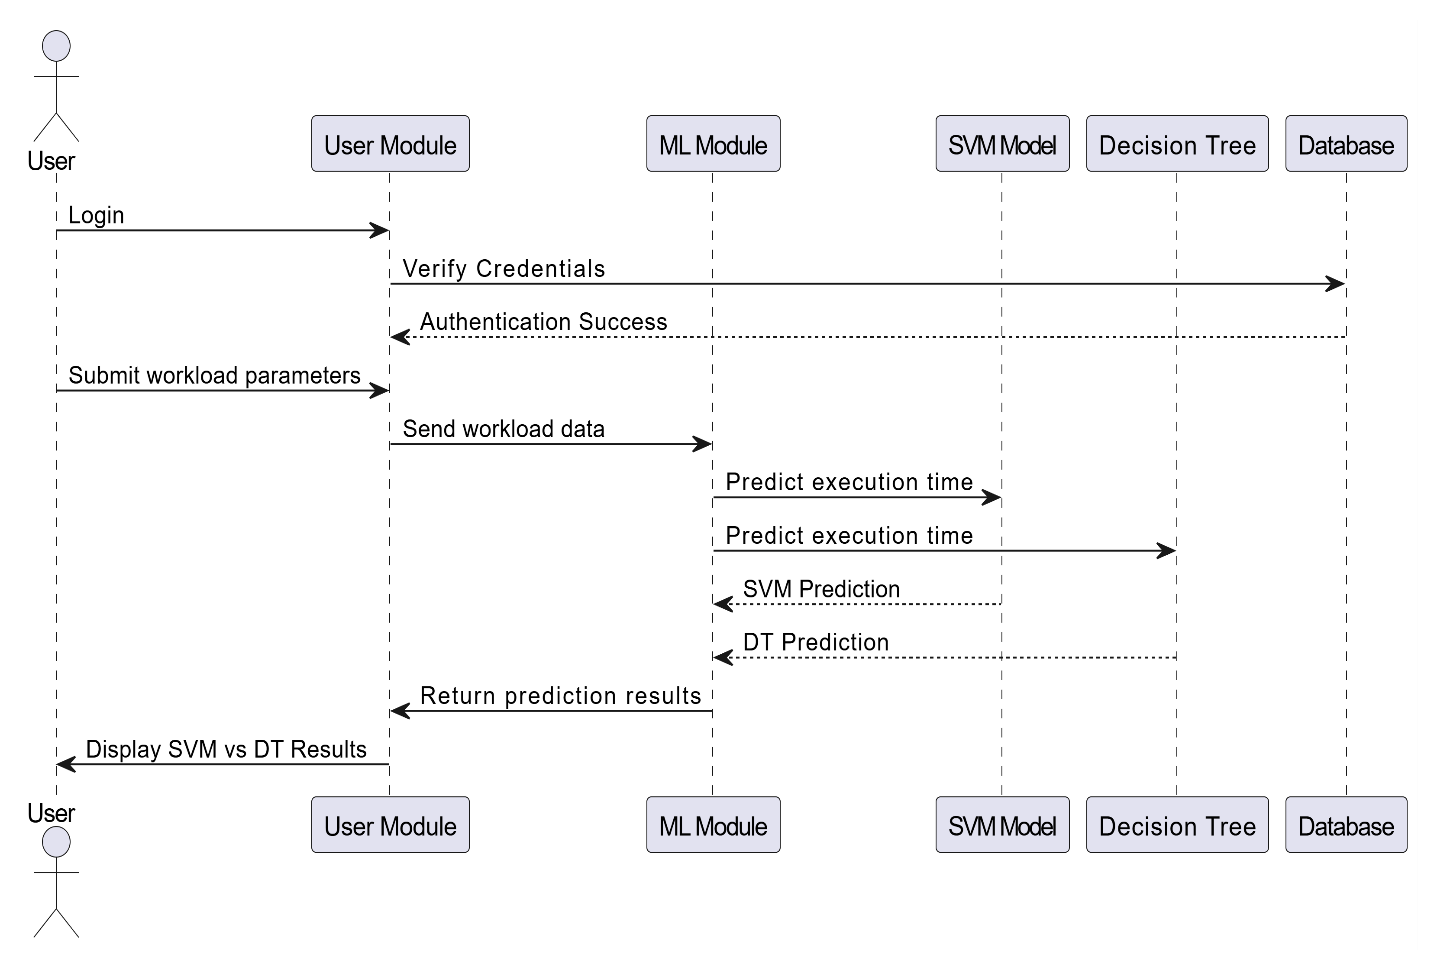 User
User Module
ML Module
SVM Model
Decision Tree
Database
Login
Verify Credentials
Authentication Success
Submit workload parameters
Send workload data
Predict execution time
Predict execution time
SVM Prediction
DT Prediction
Return prediction results
Display SVM vs DT Results
User
User Module
ML Module
SVM Model
Decision Tree
Database